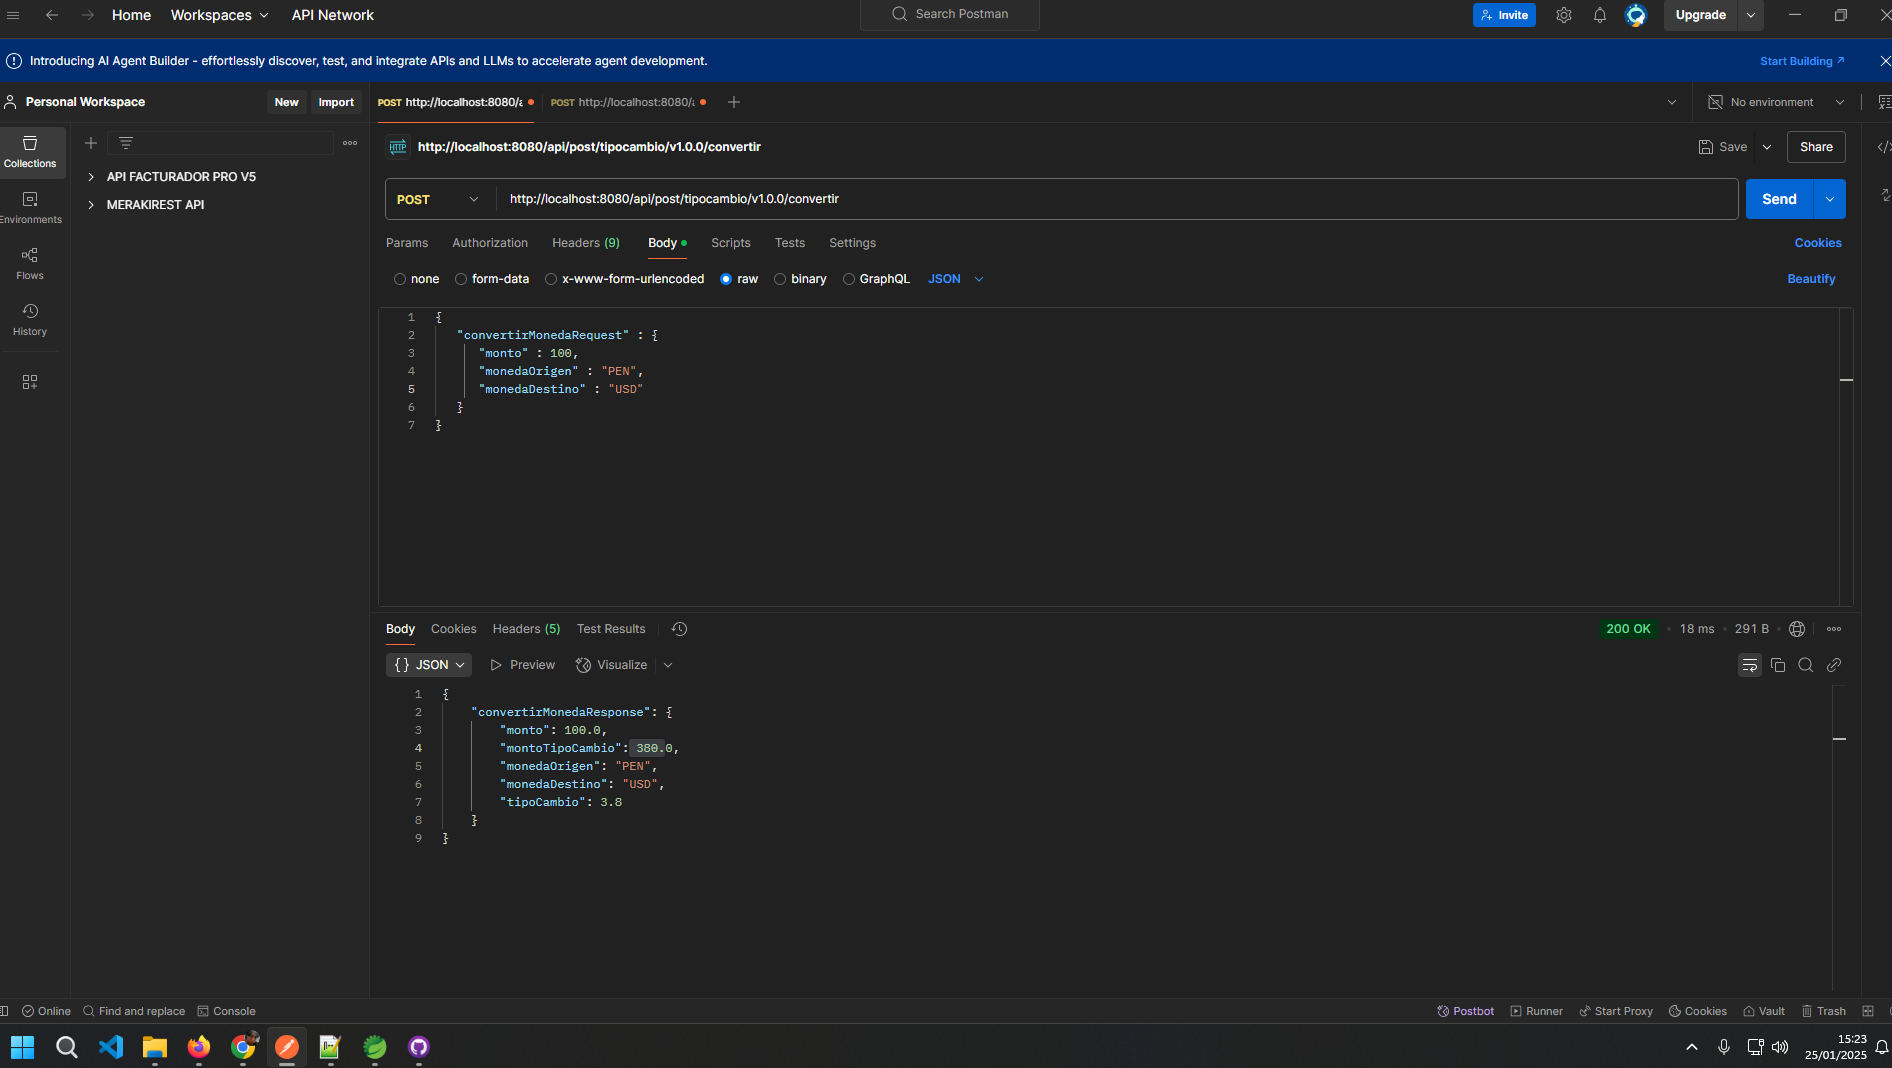 Home Workspaces API Network Search Postman Invite Upgrade
Introducing AI Agent Builder - effortlessly discover, test, and integrate APIs and LLMs to accelerate agent development. Start Building
Personal Workspace New Import POST http://localhost:8080/a POST http://localhost:8080/a No environment
Collections
Environments
Flows
History
API FACTURADOR PRO V5
MERAKIREST API
HTTP http://localhost:8080/api/post/tipocambio/v1.0.0/convertir Save Share
POST http://localhost:8080/api/post/tipocambio/v1.0.0/convertir Send
Params Authorization Headers (9) Body Scripts Tests Settings Cookies
none form-data x-www-form-urlencoded raw binary GraphQL JSON Beautify
1 {
2 "convertirMonedaRequest" : {
3 "monto" : 100,
4 "monedaOrigen" : "PEN",
5 "monedaDestino" : "USD"
6 }
7 }
Body Cookies Headers (5) Test Results 200 OK 18 ms 291 B
{} JSON Preview Visualize
1 {
2 "convertirMonedaResponse": {
3 "monto": 100.0,
4 "montoTipoCambio": 380.0,
5 "monedaOrigen": "PEN",
6 "monedaDestino": "USD",
7 "tipoCambio": 3.8
8 }
9 }
Online Find and replace Console Postbot Runner Start Proxy Cookies Vault Trash
15:23
25/01/2025